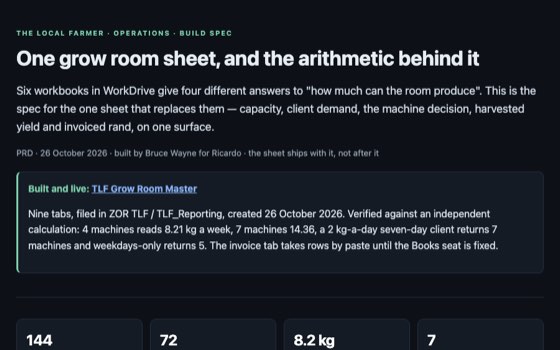 THE LOCAL FARMER · OPERATIONS · BUILD SPEC
One grow room sheet, and the arithmetic behind it
Six workbooks in WorkDrive give four different answers to "how much can the room produce". This is the
spec for the one sheet that replaces them — capacity, client demand, the machine decision, harvested
yield and invoiced rand, on one surface.
PRD · 26 October 2026 · built by Bruce Wayne for Ricardo · the sheet ships with it, not after it
Built and live: TLF Grow Room Master
Nine tabs, filed in ZOR TLF / TLF_Reporting, created 26 October 2026. Verified against an independent
calculation: 4 machines reads 8.21 kg a week, 7 machines 14.36, a 2 kg-a-day seven-day client returns 7
machines and weekdays-only returns 5. The invoice tab takes rows by paste until the Books seat is fixed.
144
72
8.2 kg
7